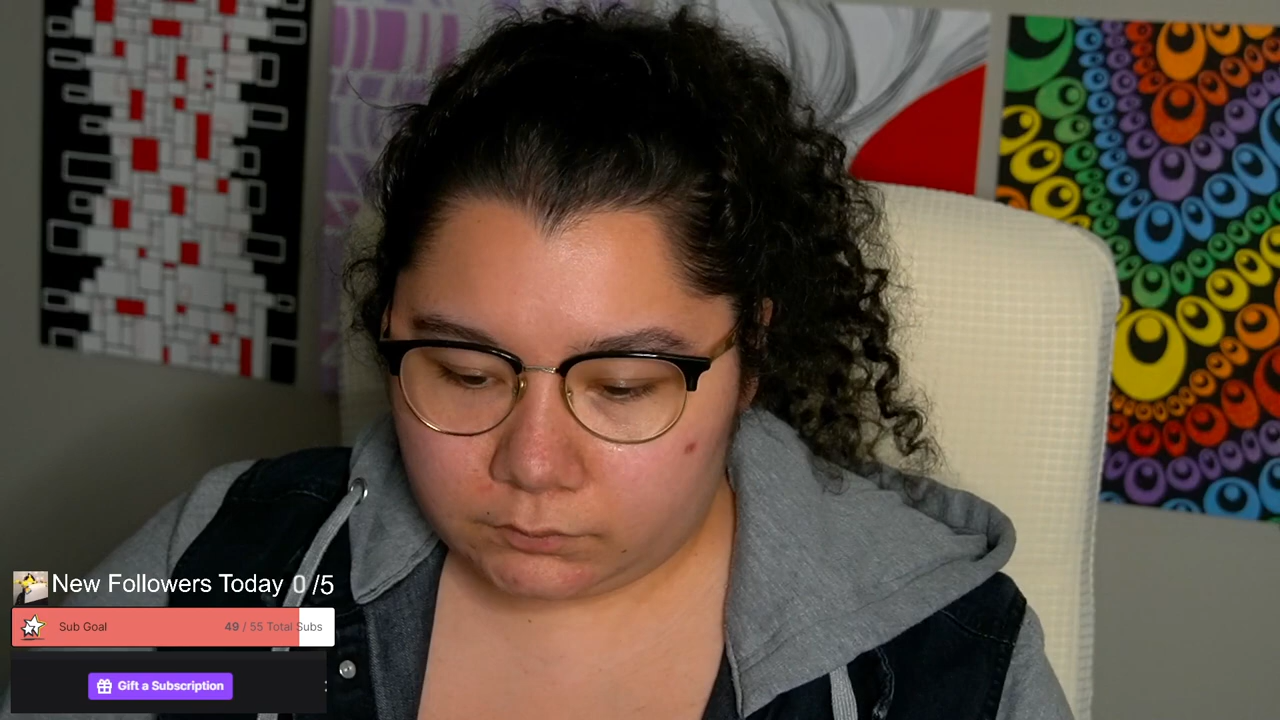 New Followers Today 0 /5
Sub Goal 49 / 55 Total Subs
Gift a Subscription